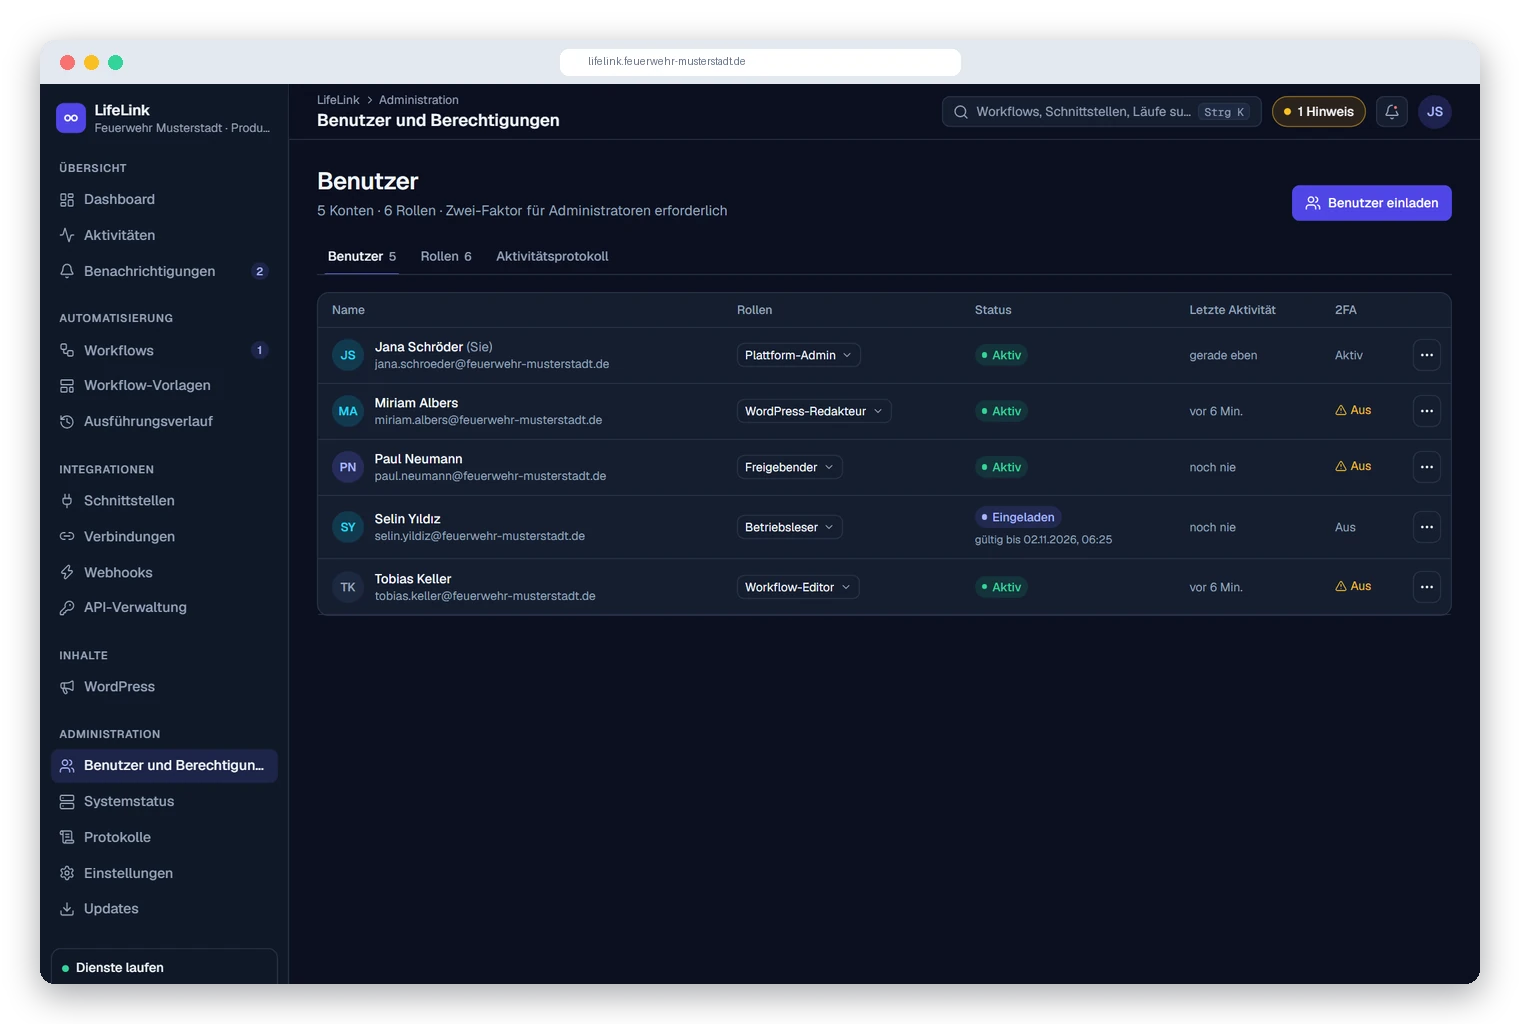 lifelink.feuerwehr-musterstadt.de
LifeLink
Feuerwehr Musterstadt · Produ...
ÜBERSICHT
Dashboard
Aktivitäten
Benachrichtigungen 2
AUTOMATISIERUNG
Workflows 1
Workflow-Vorlagen
Ausführungsverlauf
INTEGRATIONEN
Schnittstellen
Verbindungen
Webhooks
API-Verwaltung
INHALTE
WordPress
ADMINISTRATION
Benutzer und Berechtigun...
Systemstatus
Protokolle
Einstellungen
Updates
Dienste laufen
LifeLink > Administration
Benutzer und Berechtigungen
Workflows, Schnittstellen, Läufe su... Strg K
1 Hinweis
JS
Benutzer
5 Konten · 6 Rollen · Zwei-Faktor für Administratoren erforderlich
Benutzer einladen
Benutzer 5 Rollen 6 Aktivitätsprotokoll
Name Rollen Status Letzte Aktivität 2FA
JS Jana Schröder (Sie) Plattform-Admin Aktiv gerade eben Aktiv
jana.schroeder@feuerwehr-musterstadt.de
MA Miriam Albers WordPress-Redakteur Aktiv vor 6 Min. Aus
miriam.albers@feuerwehr-musterstadt.de
PN Paul Neumann Freigebender Aktiv noch nie Aus
paul.neumann@feuerwehr-musterstadt.de
SY Selin Yıldız Betriebsleser Eingeladen noch nie Aus
selin.yildiz@feuerwehr-musterstadt.de gültig bis 02.11.2026, 06:25
TK Tobias Keller Workflow-Editor Aktiv vor 6 Min. Aus
tobias.keller@feuerwehr-musterstadt.de